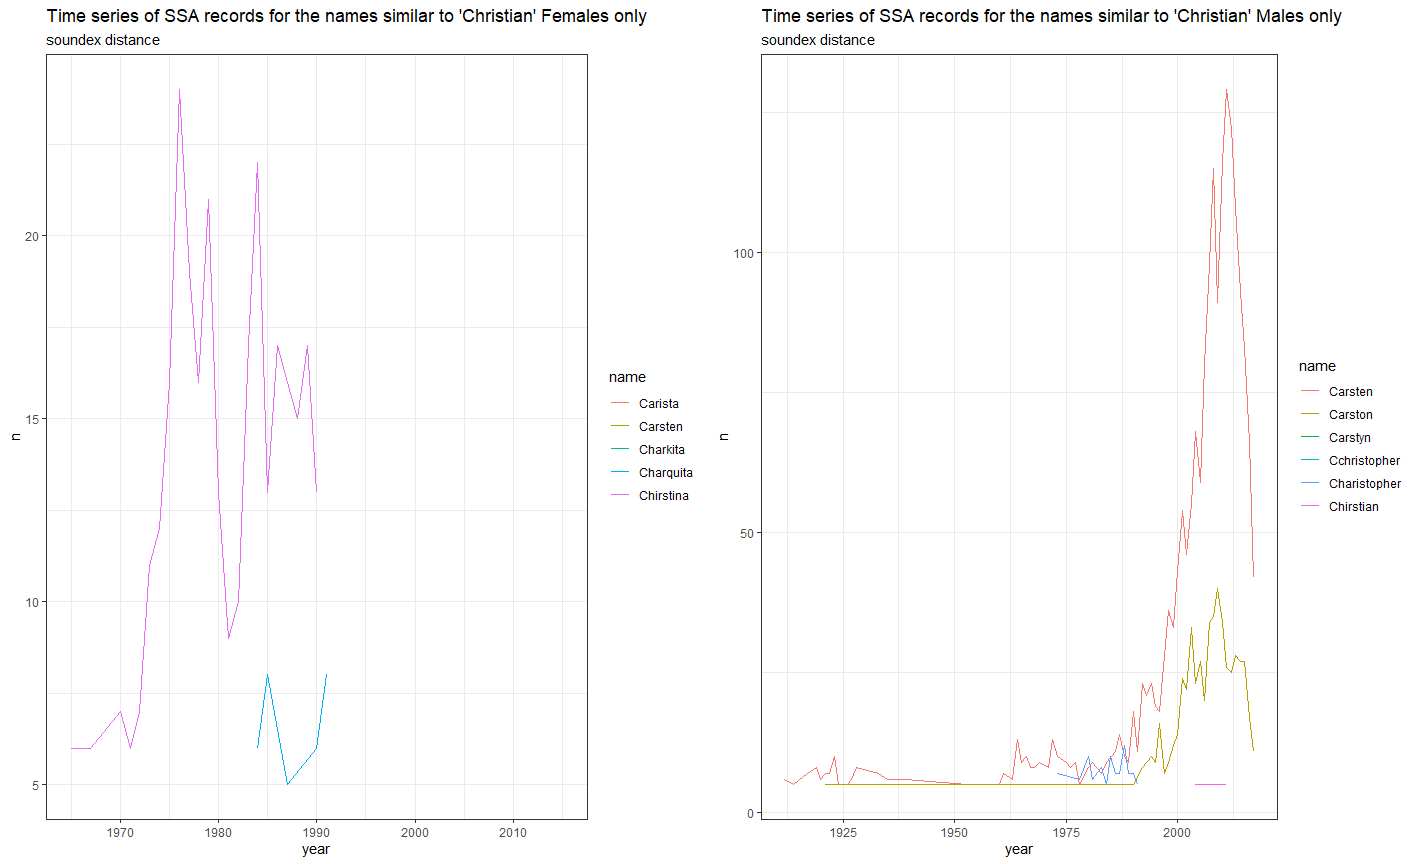 Time series of SSA records for the names similar to 'Christian' Females only
soundex distance
20
15
10
5
n
1970 1980 1990 2000 2010
year
name
Carista
Carsten
Charkita
Charquita
Chirstina
Time series of SSA records for the names similar to 'Christian' Males only
soundex distance
100
50
0
n
1925 1950 1975 2000
year
name
Carsten
Carston
Carstyn
Cchristopher
Charistopher
Chirstian